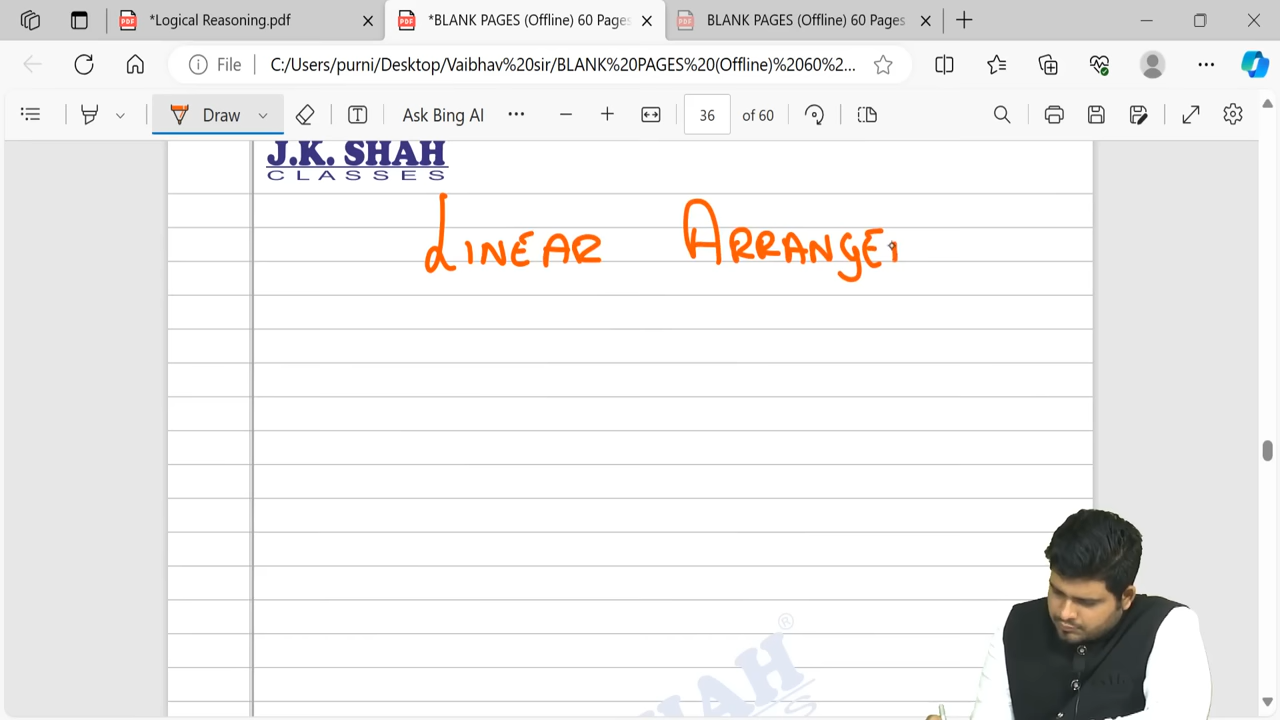 *Logical Reasoning.pdf
*BLANK PAGES (Offline) 60 Pages
BLANK PAGES (Offline) 60 Pages
File
C:/Users/purni/Desktop/Vaibhav%20sir/BLANK%20PAGES%20(Offline)%2060%2...
Draw
Ask Bing AI
36
of 60
J.K. SHAH
CLASSES
LINEAR ARRANGE
SHAH
®
S